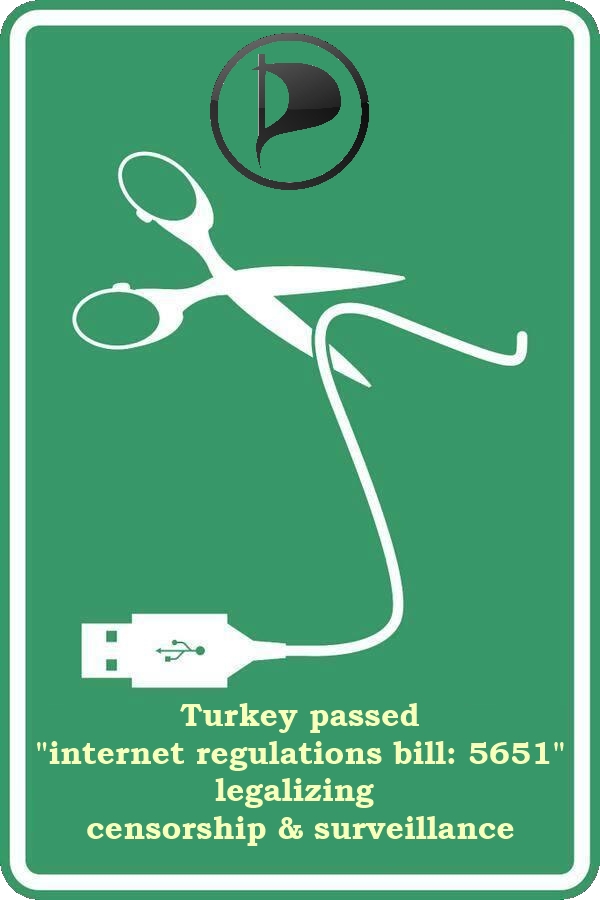 Turkey passed
"internet regulations bill: 5651"
legalizing
censorship & surveillance